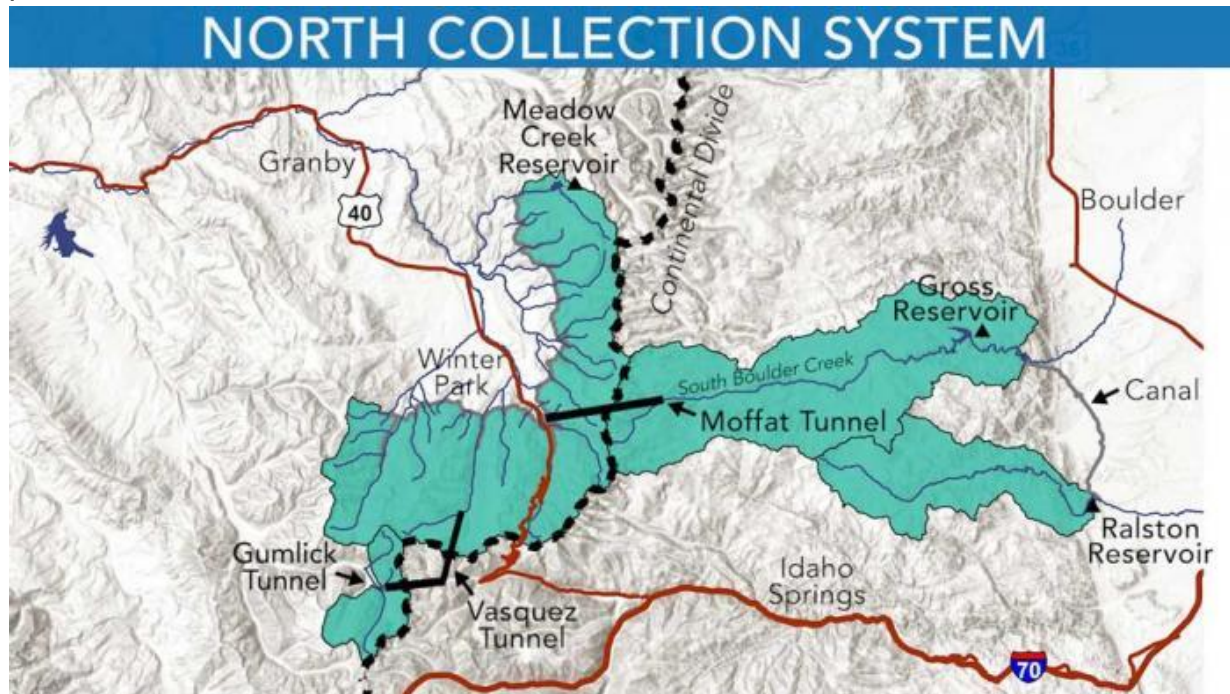 NORTH COLLECTION SYSTEM
36
Meadow
Creek
Reservoir
Continental Divide
Granby
40
Boulder
Gross
Reservoir
Winter
Park
South Boulder Creek
Canal
Moffat Tunnel
Gumlick
Tunnel
Vasquez
Tunnel
Idaho
Springs
Ralston
Reservoir
70